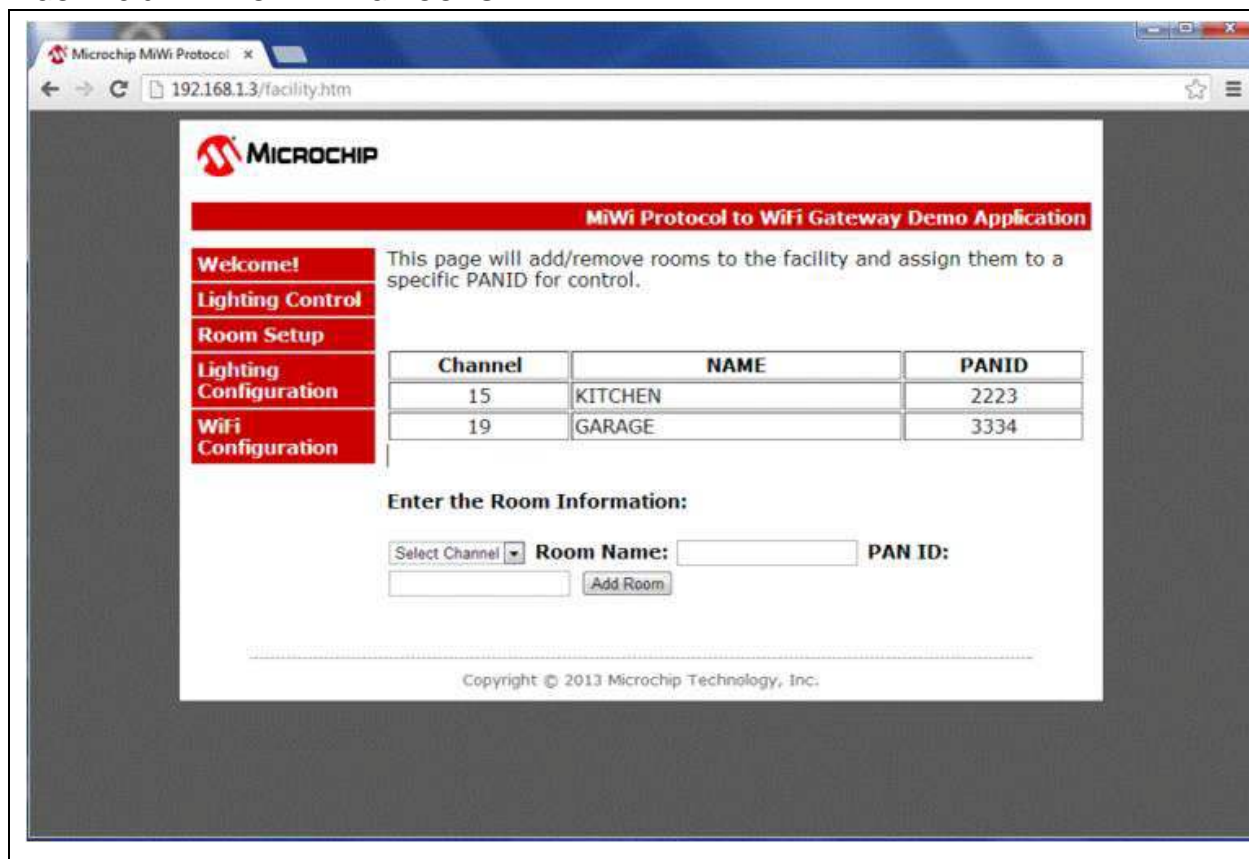 Microchip MiWi Protocol
192.168.1.3/facility.htm
MICROCHIP
MiWi Protocol to WiFi Gateway Demo Application
Welcome!
Lighting Control
Room Setup
Lighting
Configuration
WiFi
Configuration
This page will add/remove rooms to the facility and assign them to a
specific PANID for control.
Channel NAME PANID
15 KITCHEN 2223
19 GARAGE 3334
Enter the Room Information:
Select Channel Room Name: PAN ID:
Add Room
Copyright © 2013 Microchip Technology, Inc.